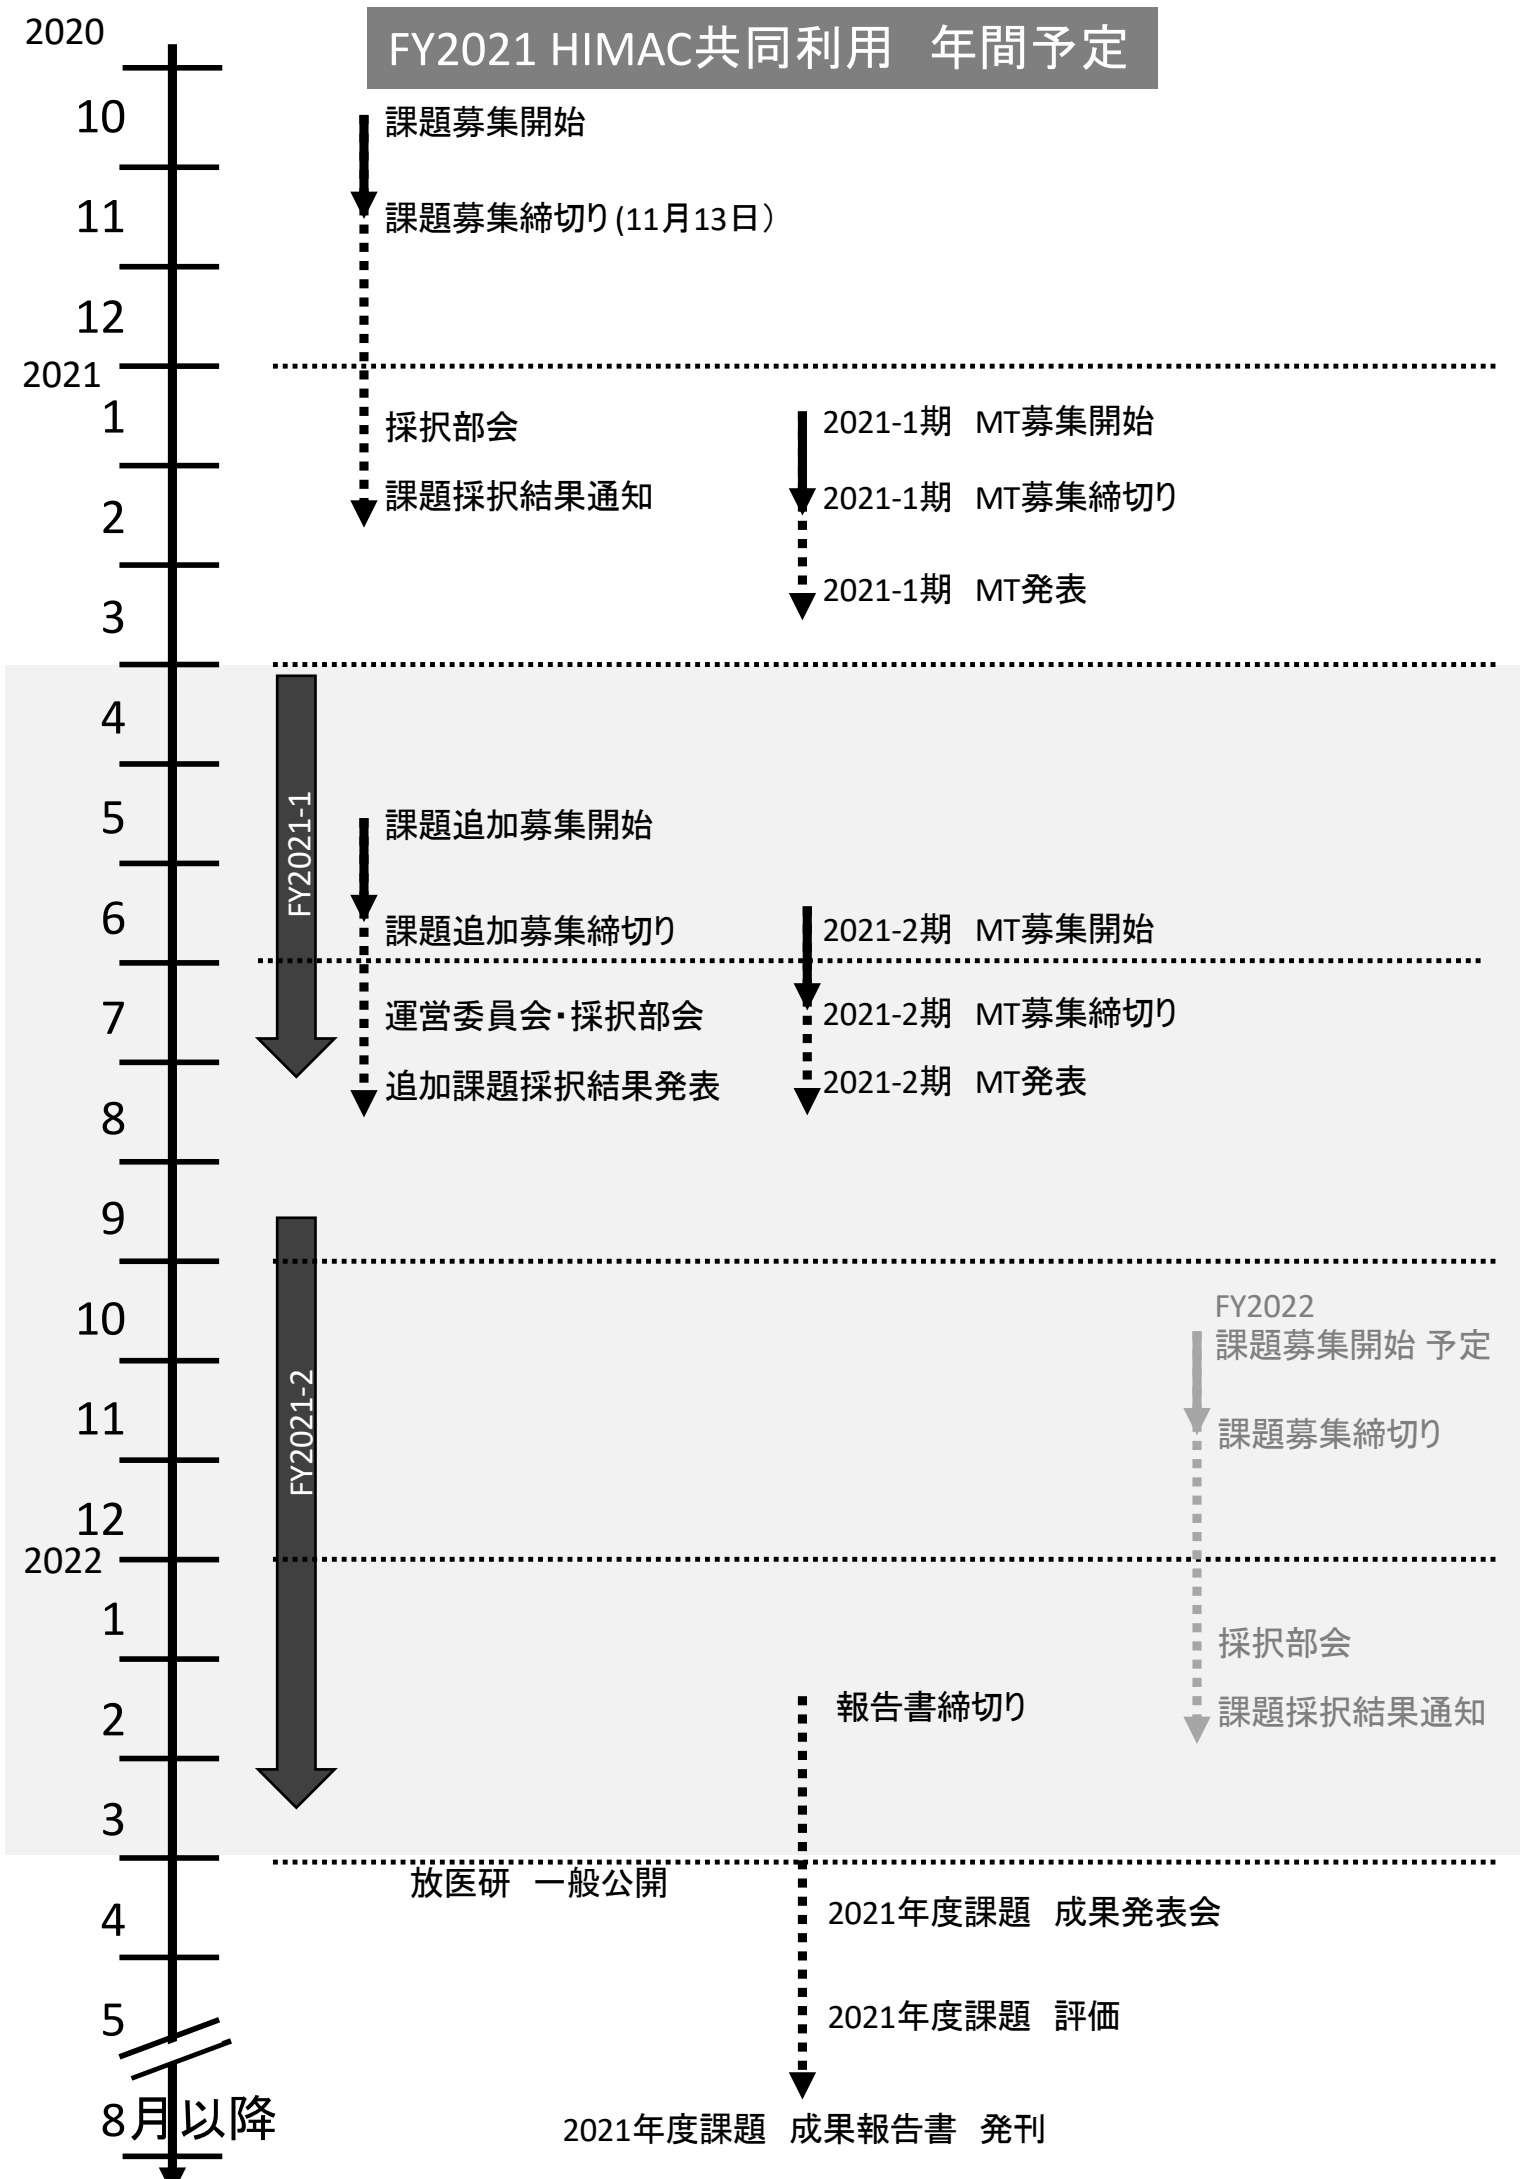 2020
FY2021 HIMAC共同利用　年間予定
10
課題募集開始
11
課題募集締切り(11月13日）
12
2021
1
採択部会
2021-1期　MT募集開始
課題採択結果通知
2021-1期　MT募集締切り
2
2021-1期　MT発表
3
4
FY2021-1
5
課題追加募集開始
6
課題追加募集締切り
2021-2期　MT募集開始
7
運営委員会・採択部会
2021-2期　MT募集締切り
追加課題採択結果発表
2021-2期　MT発表
8
9
10
FY2022
課題募集開始 予定
11
FY2021-2
課題募集締切り
12
2022
1
採択部会
2
報告書締切り
課題採択結果通知
3
放医研　一般公開
4
2021年度課題　成果発表会
5
2021年度課題　評価
8月以降
2021年度課題　成果報告書　発刊